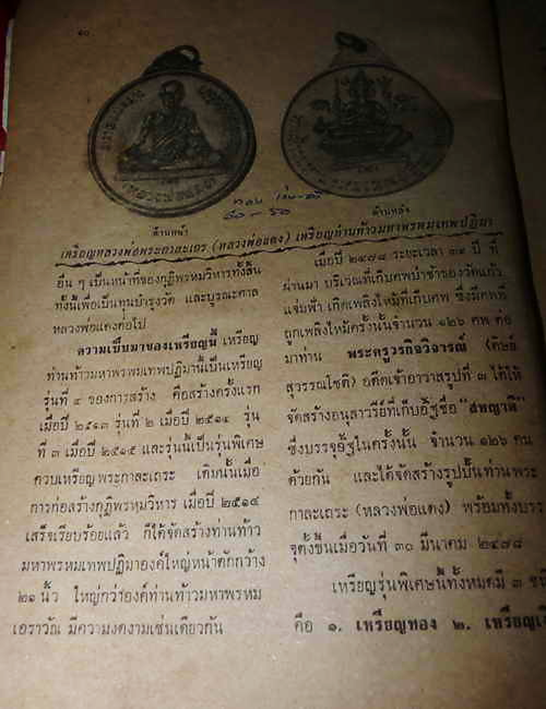 ๔๐
ด้านหน้า
ด้านหลัง
๔๐ - ๕๐
เหรียญหลวงพ่อพระกาละเถระ (หลวงพ่อแดง) เหรียญท่านท้าวมหาพรหมเทพปฏิมา
อื่น ๆ เป็นหน้าที่ของกุฏิพรหมวิหารทั้งสิ้น
ทั้งนี้เพื่อเป็นทุนบำรุงวัด และบูรณะศาล
หลวงพ่อแดงต่อไป
ความเป็นมาของเหรียญนี้ เหรียญ
ท่านท้าวมหาพรหมเทพปฏิมานี้เป็นเหรียญ
รุ่นที่ ๔ ของการสร้าง คือสร้างครั้งแรก
เมื่อปี ๒๕๑๓ รุ่นที่ ๒ เมื่อปี ๒๕๑๔ รุ่น
ที่ ๓ เมื่อปี ๒๕๑๕ และรุ่นนี้เป็นรุ่นพิเศษ
ควบเหรียญพระกาละเถระ เดิมนั้นเมื่อ
การก่อสร้างกุฏิพรหมวิหาร เมื่อปี ๒๕๑๔
เสร็จเรียบร้อยแล้ว ก็ได้จัดสร้างท่านท้าว
มหาพรหมเทพปฏิมาองค์ใหญ่หน้าตักกว้าง
๒๑ นิ้ว ใหญ่กว่าองค์ท่านท้าวมหาพรหม
เอราวัณ มีความงดงามเช่นเดียวกัน
เมื่อปี ๒๔๗๘ ระยะเวลา ๓๙ ปี ที่
ผ่านมา บริเวณที่เก็บศพป่าช้าของวัดแก้ว
แจ่มฟ้า เกิดเพลิงไหม้ที่เก็บศพ ซึ่งมีศพที่
ถูกเพลิงไหม้ครั้งนั้นจำนวน ๑๒๖ ศพ ต่อ
มาท่าน พระครูวรกิจวิจารณ์ (ดิษย์
สุวรรณโชติ) อดีตเจ้าอาวาสรูปที่ ๗ ได้ให้
จัดสร้างอนุสาวรีย์ที่เก็บอัฐิชื่อ "สหญาติ"
ซึ่งบรรจุอัฐิในครั้งนั้น จำนวน ๑๒๖ คน
ด้วยกัน และได้จัดสร้างรูปปั้นท่านพระ
กาละเถระ (หลวงพ่อแดง) พร้อมทั้งบรร
จุตั้งขึ้นเมื่อวันที่ ๓๐ มีนาคม ๒๔๗๘
เหรียญรุ่นพิเศษนี้ทั้งหมดมี ๓
คือ ๑. เหรียญทอง ๒.